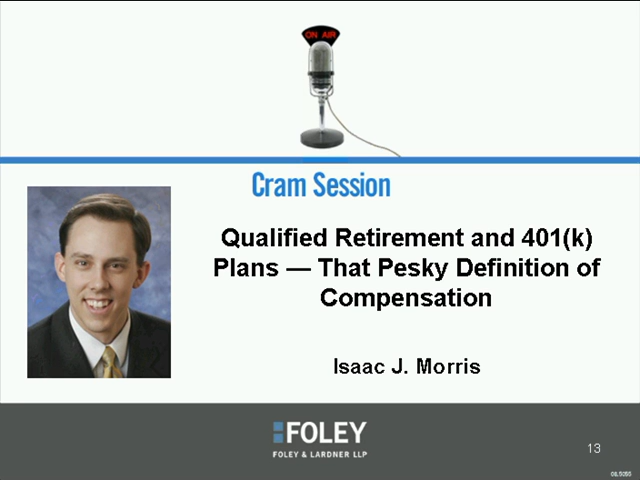 ON AIR
Cram Session
Qualified Retirement and 401(k)
Plans — That Pesky Definition of
Compensation
Isaac J. Morris
FOLEY
FOLEY & LARDNER LLP
13